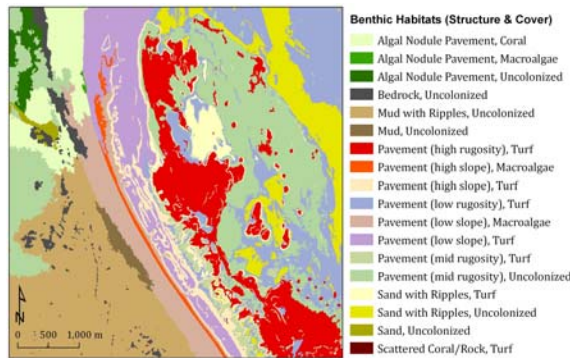 Benthic Habitats (Structure & Cover)
Algal Nodule Pavement, Coral
Algal Nodule Pavement, Macroalgae
Algal Nodule Pavement, Uncolonized
Bedrock, Uncolonized
Mud with Ripples, Uncolonized
Mud, Uncolonized
Pavement (high rugosity), Turf
Pavement (high slope), Macroalgae
Pavement (high slope), Turf
Pavement (low rugosity), Turf
Pavement (low slope), Macroalgae
Pavement (low slope), Turf
Pavement (mid rugosity), Turf
Pavement (mid rugosity), Uncolonized
Sand with Ripples, Turf
Sand with Ripples, Uncolonized
Sand, Uncolonized
Scattered Coral/Rock, Turf
N
0 500 1,000 m